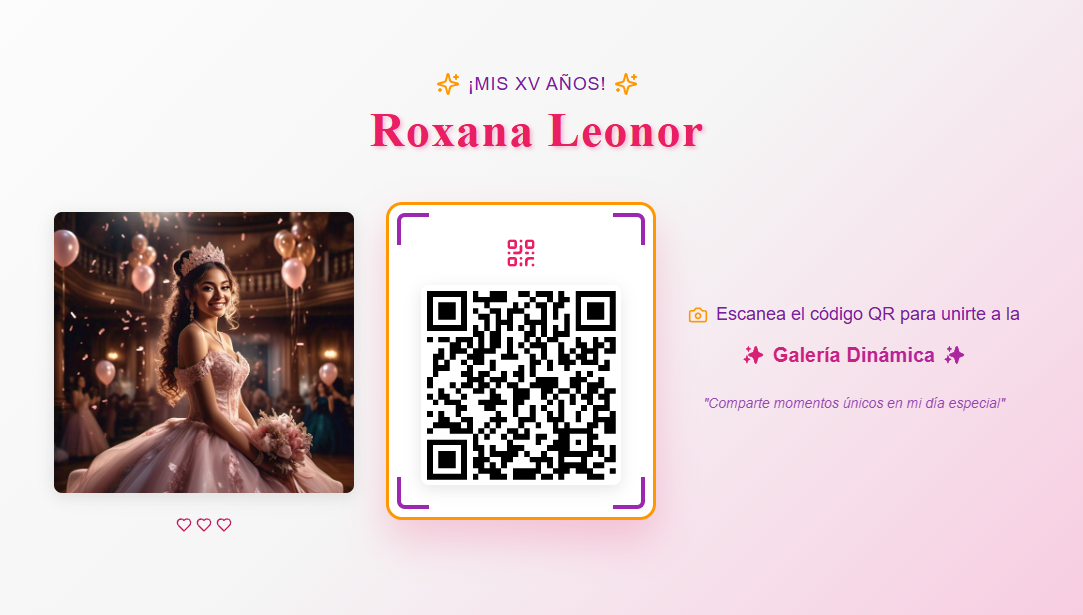 ¡MIS XV AÑOS!
Roxana Leonor
Escanea el código QR para unirte a la
Galería Dinámica
"Comparte momentos únicos en mi día especial"